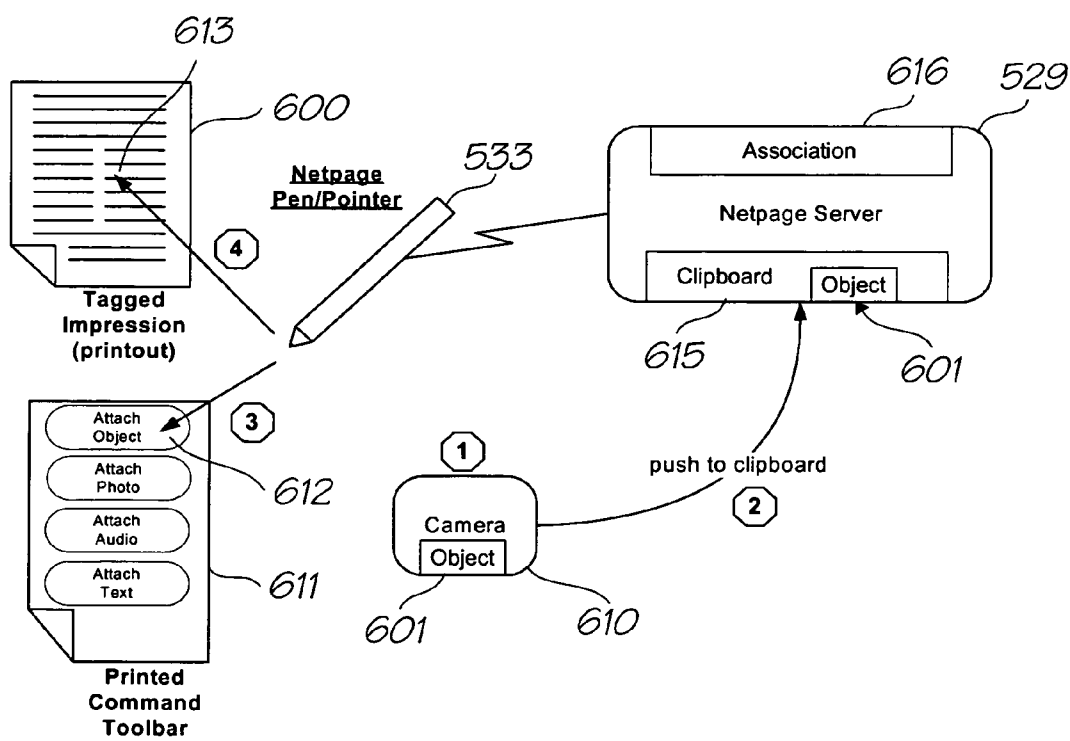 613
600
616
529
Netpage
Pen/Pointer
533
Association
Netpage Server
4
Clipboard
Object
Tagged
Impression
(printout)
615
601
3
Attach
Object
1
push to clipboard
2
Attach
Photo
612
Camera
Attach
Audio
Object
Attach
Text
611
601
610
Printed
Command
Toolbar